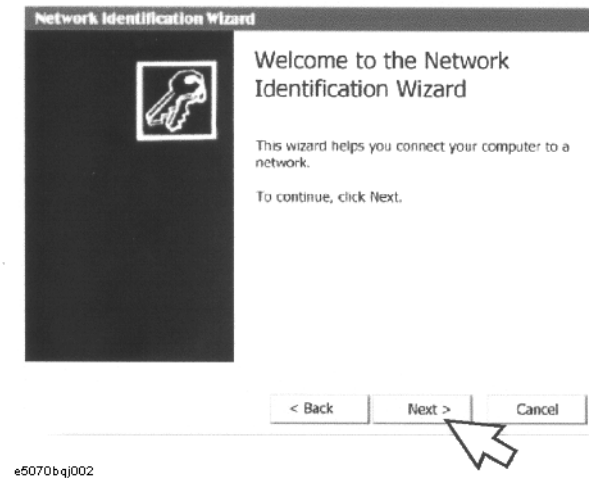 Network Identification Wizard
Welcome to the Network
Identification Wizard
This wizard helps you connect your computer to a
network.
To continue, click Next.
< Back
Next >
Cancel
e5070bqj002